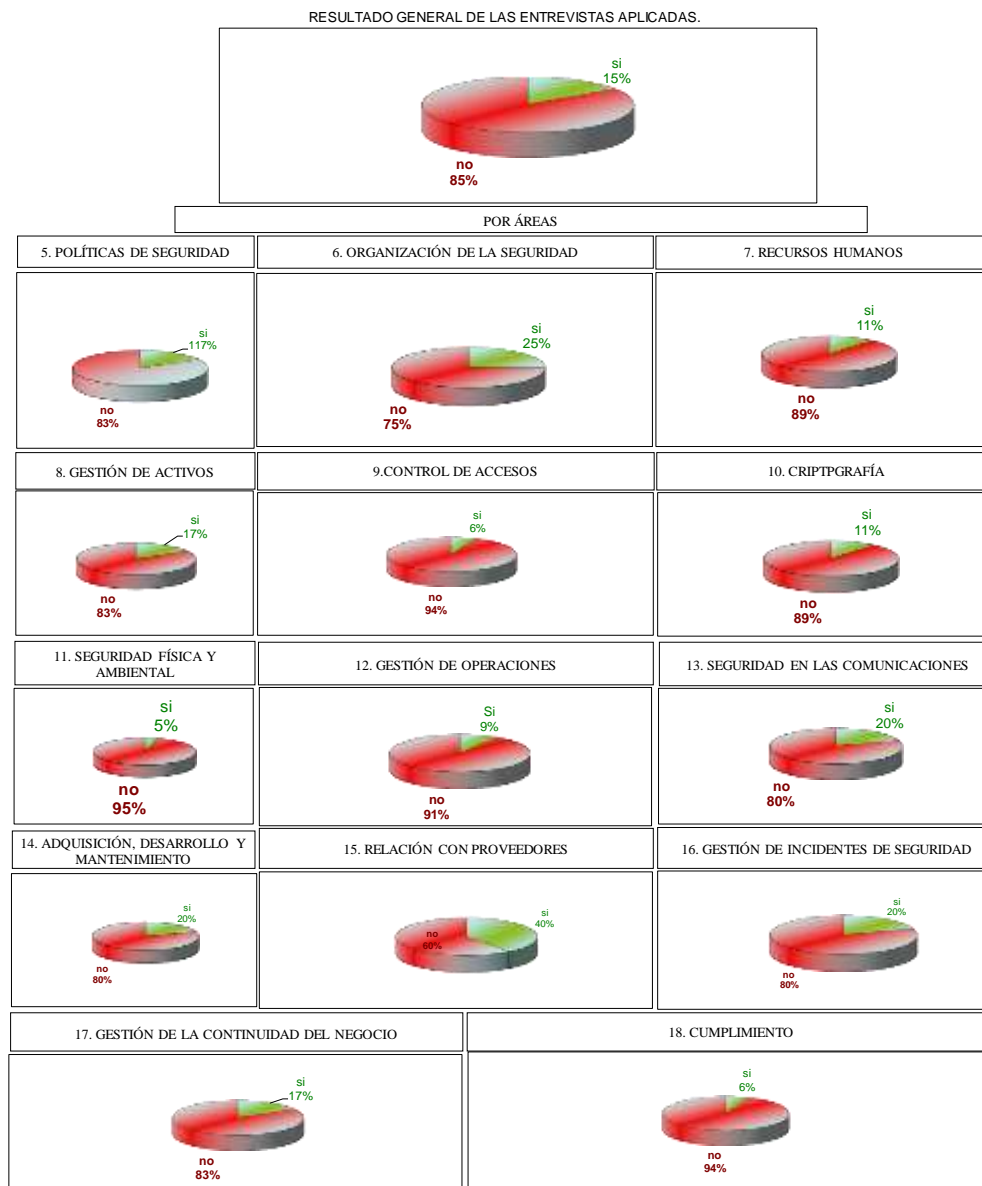 RESULTADO GENERAL DE LAS ENTREVISTAS APLICADAS.
si
15%
no
85%
POR ÁREAS
5. POLÍTICAS DE SEGURIDAD
6. ORGANIZACIÓN DE LA SEGURIDAD
7. RECURSOS HUMANOS
si
117%
no
83%
si
25%
no
75%
si
11%
no
89%
8. GESTIÓN DE ACTIVOS
9.CONTROL DE ACCESOS
10. CRIPTPGRAFÍA
si
17%
no
83%
si
6%
no
94%
si
11%
no
89%
11. SEGURIDAD FÍSICA Y
AMBIENTAL
12. GESTIÓN DE OPERACIONES
13. SEGURIDAD EN LAS COMUNICACIONES
si
5%
no
95%
Si
9%
no
91%
si
20%
no
80%
14. ADQUISICIÓN, DESARROLLO Y
MANTENIMIENTO
15. RELACIÓN CON PROVEEDORES
16. GESTIÓN DE INCIDENTES DE SEGURIDAD
si
20%
no
80%
si
40%
no
60%
si
20%
no
80%
17. GESTIÓN DE LA CONTINUIDAD DEL NEGOCIO
18. CUMPLIMIENTO
si
17%
no
83%
si
6%
no
94%